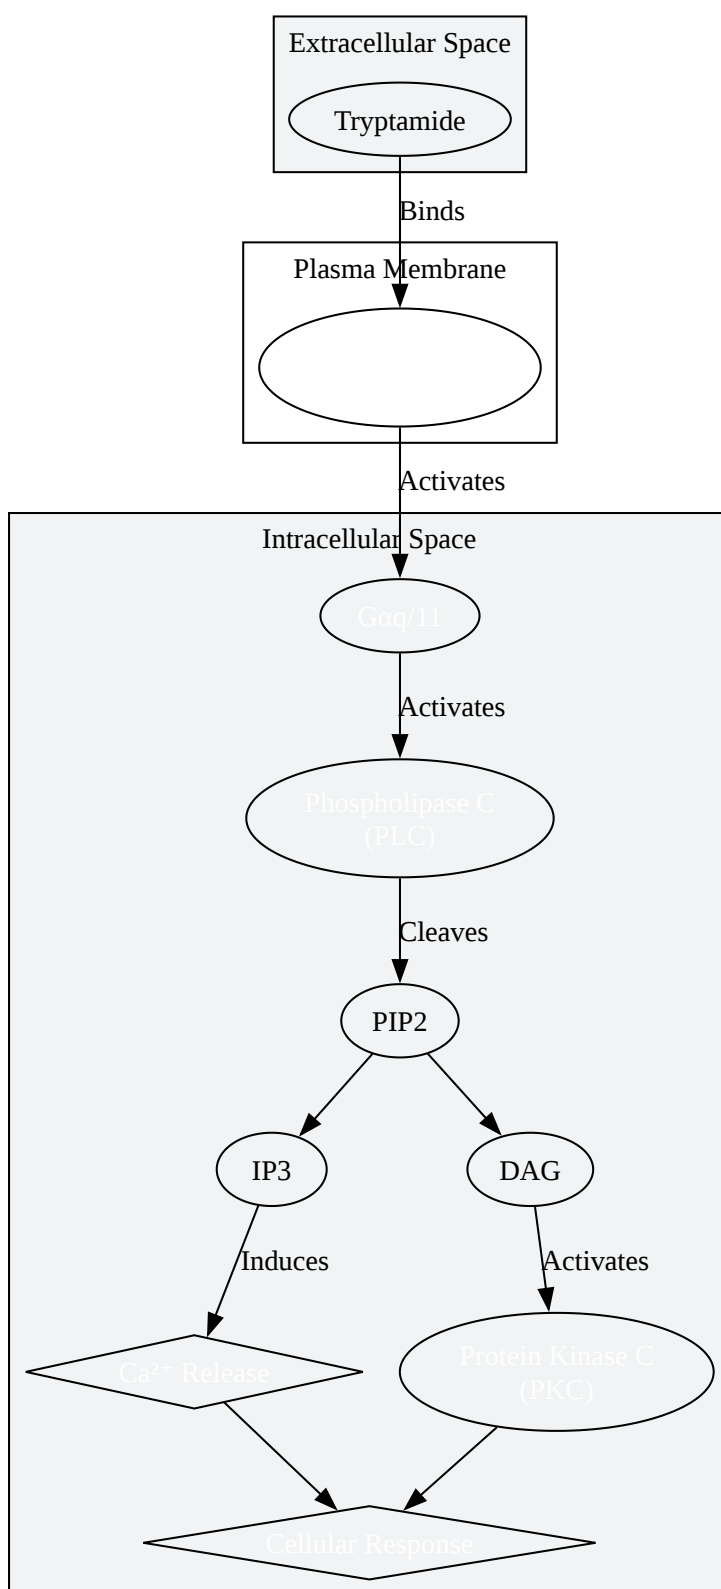 Extracellular Space
Tryptamide
Binds
Plasma Membrane
Activates
Intracellular Space
Gαq/11
Activates
Phospholipase C
(PLC)
Cleaves
PIP2
IP3
DAG
Induces
Activates
Ca²⁺ Release
Protein Kinase C
(PKC)
Cellular Response